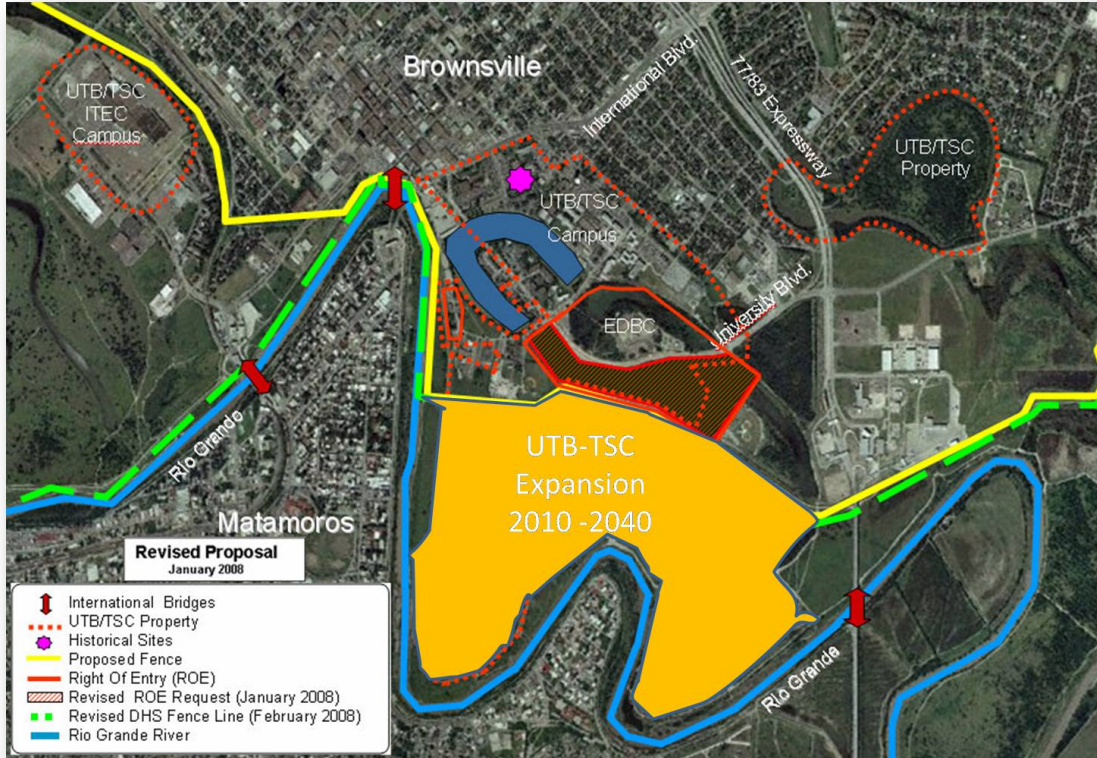 Brownsville
International Blvd.
77/83 Expressway
UTB/TSC
ITEC
Campus
UTB/TSC
Property
UTB/TSC
Campus
University Blvd.
EDBC
Rio Grande
UTB-TSC
Expansion
2010 -2040
Matamoros
Rio Grande
Revised Proposal
January 2008
International Bridges
UTB/TSC Property
Historical Sites
Proposed Fence
Right Of Entry (ROE)
Revised ROE Request (January 2008)
Revised DHS Fence Line (February 2008)
Rio Grande River